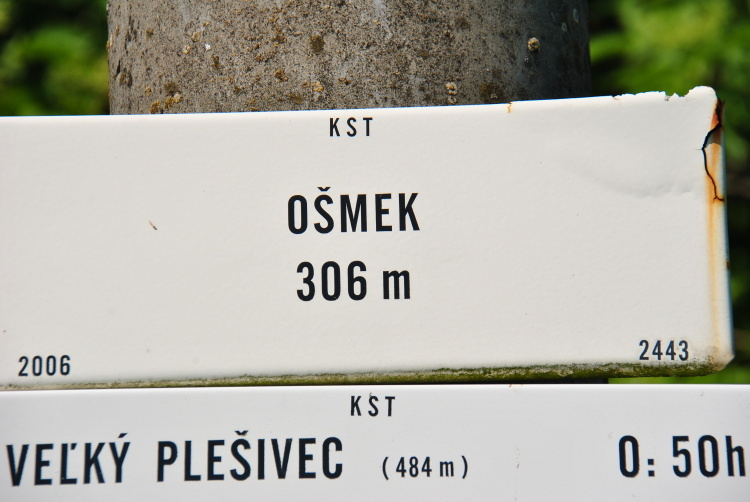 KST
OŠMEK
306 m
2006 2443
KST
VEĽKÝ PLEŠIVEC (484 m) 0:50h